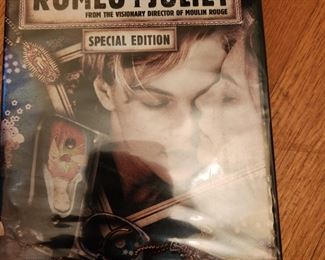 ROMEO + JULIET
FROM THE VISIONARY DIRECTOR OF MOULIN ROUGE
SPECIAL EDITION